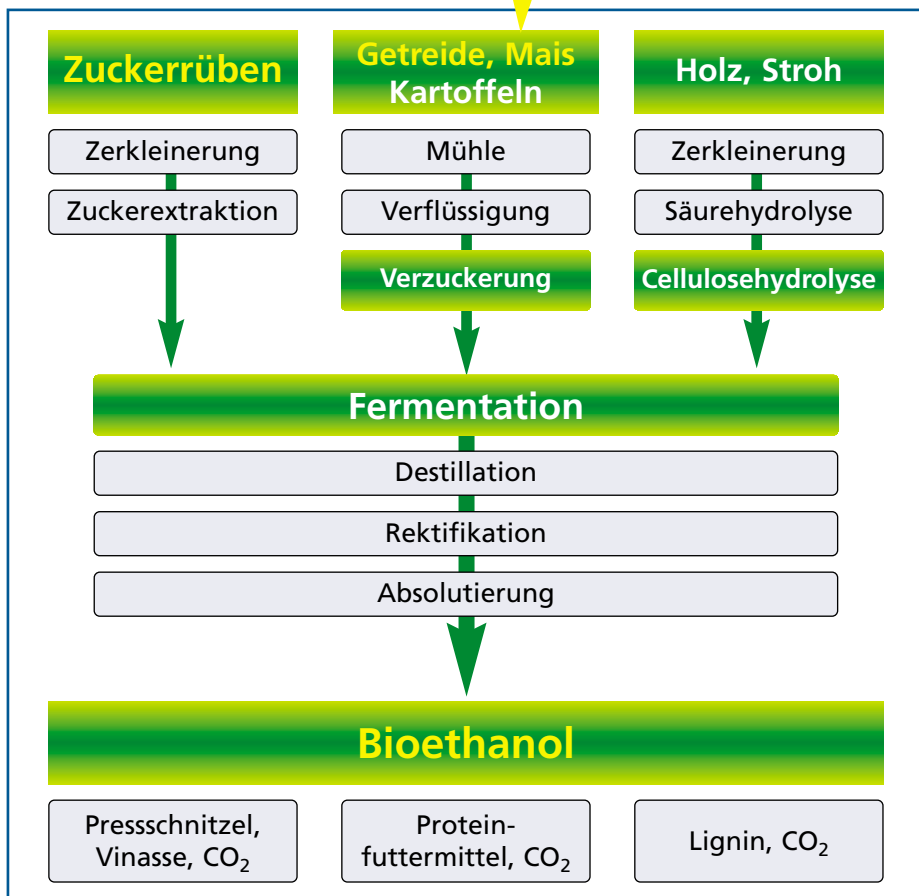 Zuckerrüben
Getreide, Mais
Kartoffeln
Holz, Stroh
Zerkleinerung
Mühle
Zerkleinerung
Zuckerextraktion
Verflüssigung
Säurehydrolyse
Verzuckerung
Cellulosehydrolyse
Fermentation
Destillation
Rektifikation
Absolutierung
Bioethanol
Pressschnitzel,
Vinasse, CO₂
Protein-
futtermittel, CO₂
Lignin, CO₂